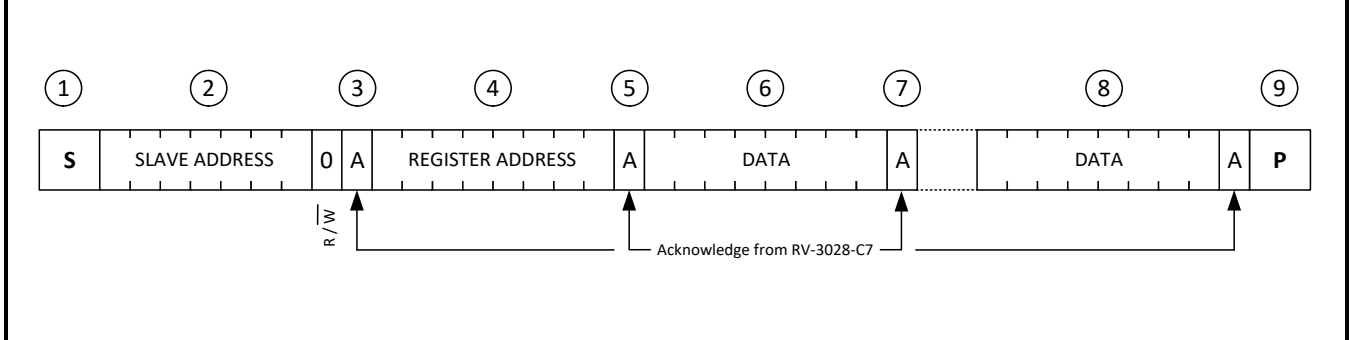 1 2 3 4 5 6 7 8 9
S SLAVE ADDRESS 0 A REGISTER ADDRESS A DATA A DATA A P
R / W̅
Acknowledge from RV-3028-C7